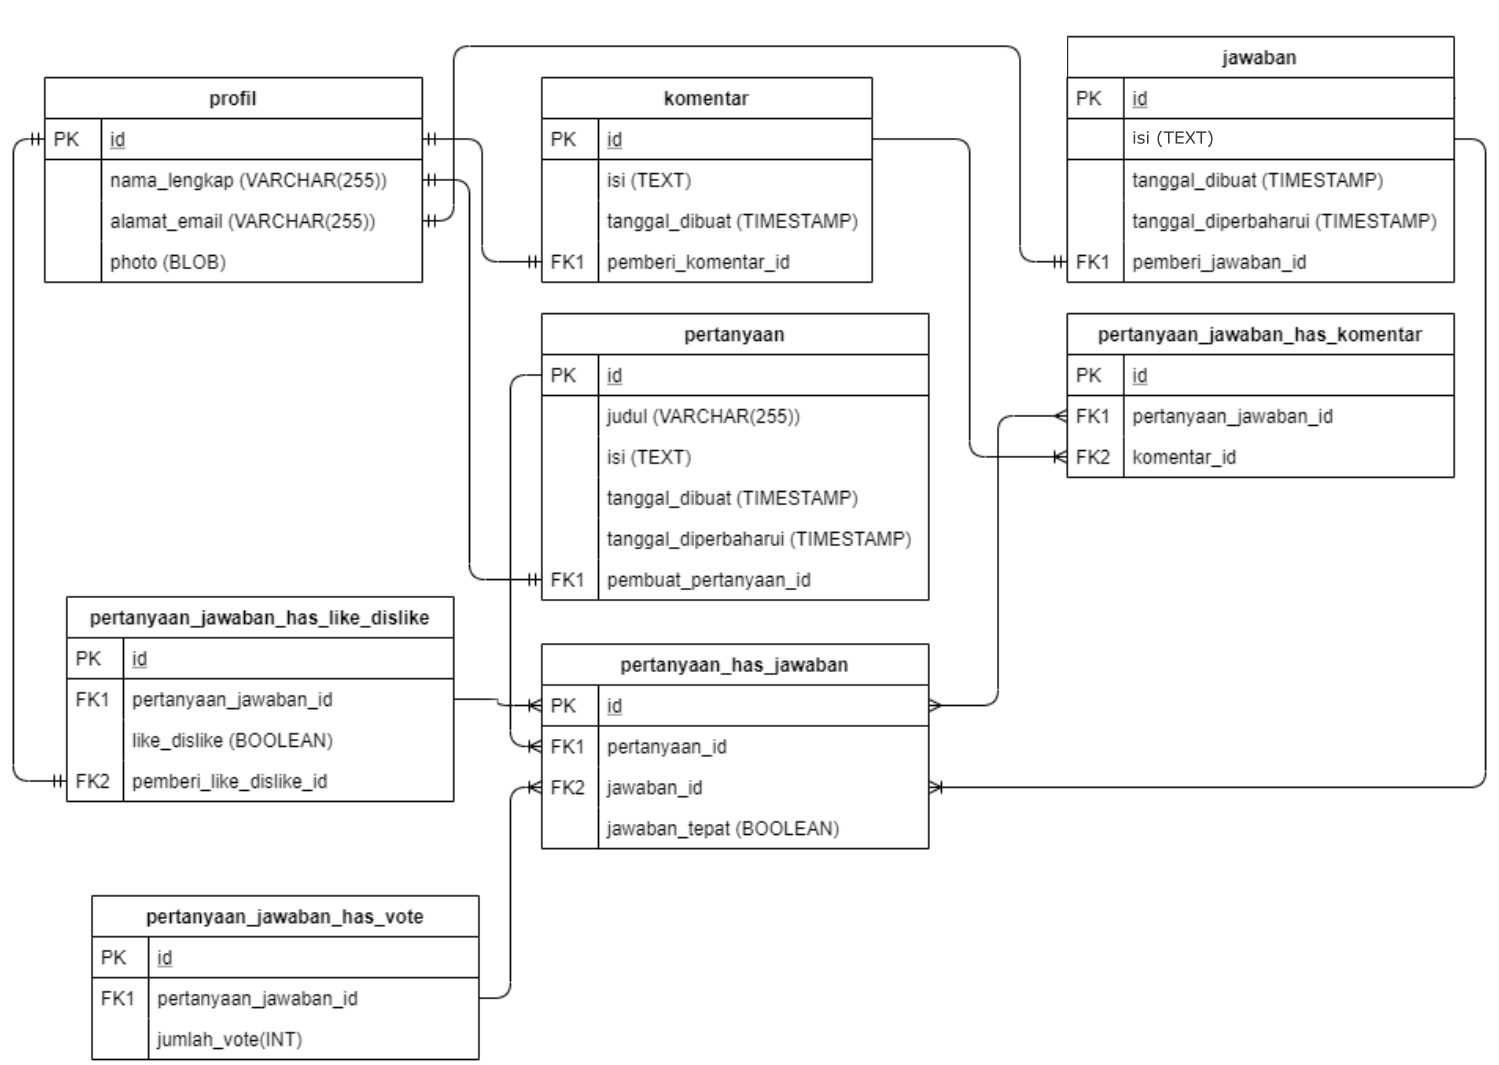 profil
PK id
nama_lengkap (VARCHAR(255))
alamat_email (VARCHAR(255))
photo (BLOB)
komentar
PK id
isi (TEXT)
tanggal_dibuat (TIMESTAMP)
FK1 pemberi_komentar_id
jawaban
PK id
isi (TEXT)
tanggal_dibuat (TIMESTAMP)
tanggal_diperbaharui (TIMESTAMP)
FK1 pemberi_jawaban_id
pertanyaan
PK id
judul (VARCHAR(255))
isi (TEXT)
tanggal_dibuat (TIMESTAMP)
tanggal_diperbaharui (TIMESTAMP)
FK1 pembuat_pertanyaan_id
pertanyaan_jawaban_has_komentar
PK id
FK1 pertanyaan_jawaban_id
FK2 komentar_id
pertanyaan_jawaban_has_like_dislike
PK id
FK1 pertanyaan_jawaban_id
like_dislike (BOOLEAN)
FK2 pemberi_like_dislike_id
pertanyaan_has_jawaban
PK id
FK1 pertanyaan_id
FK2 jawaban_id
jawaban_tepat (BOOLEAN)
pertanyaan_jawaban_has_vote
PK id
FK1 pertanyaan_jawaban_id
jumlah_vote(INT)